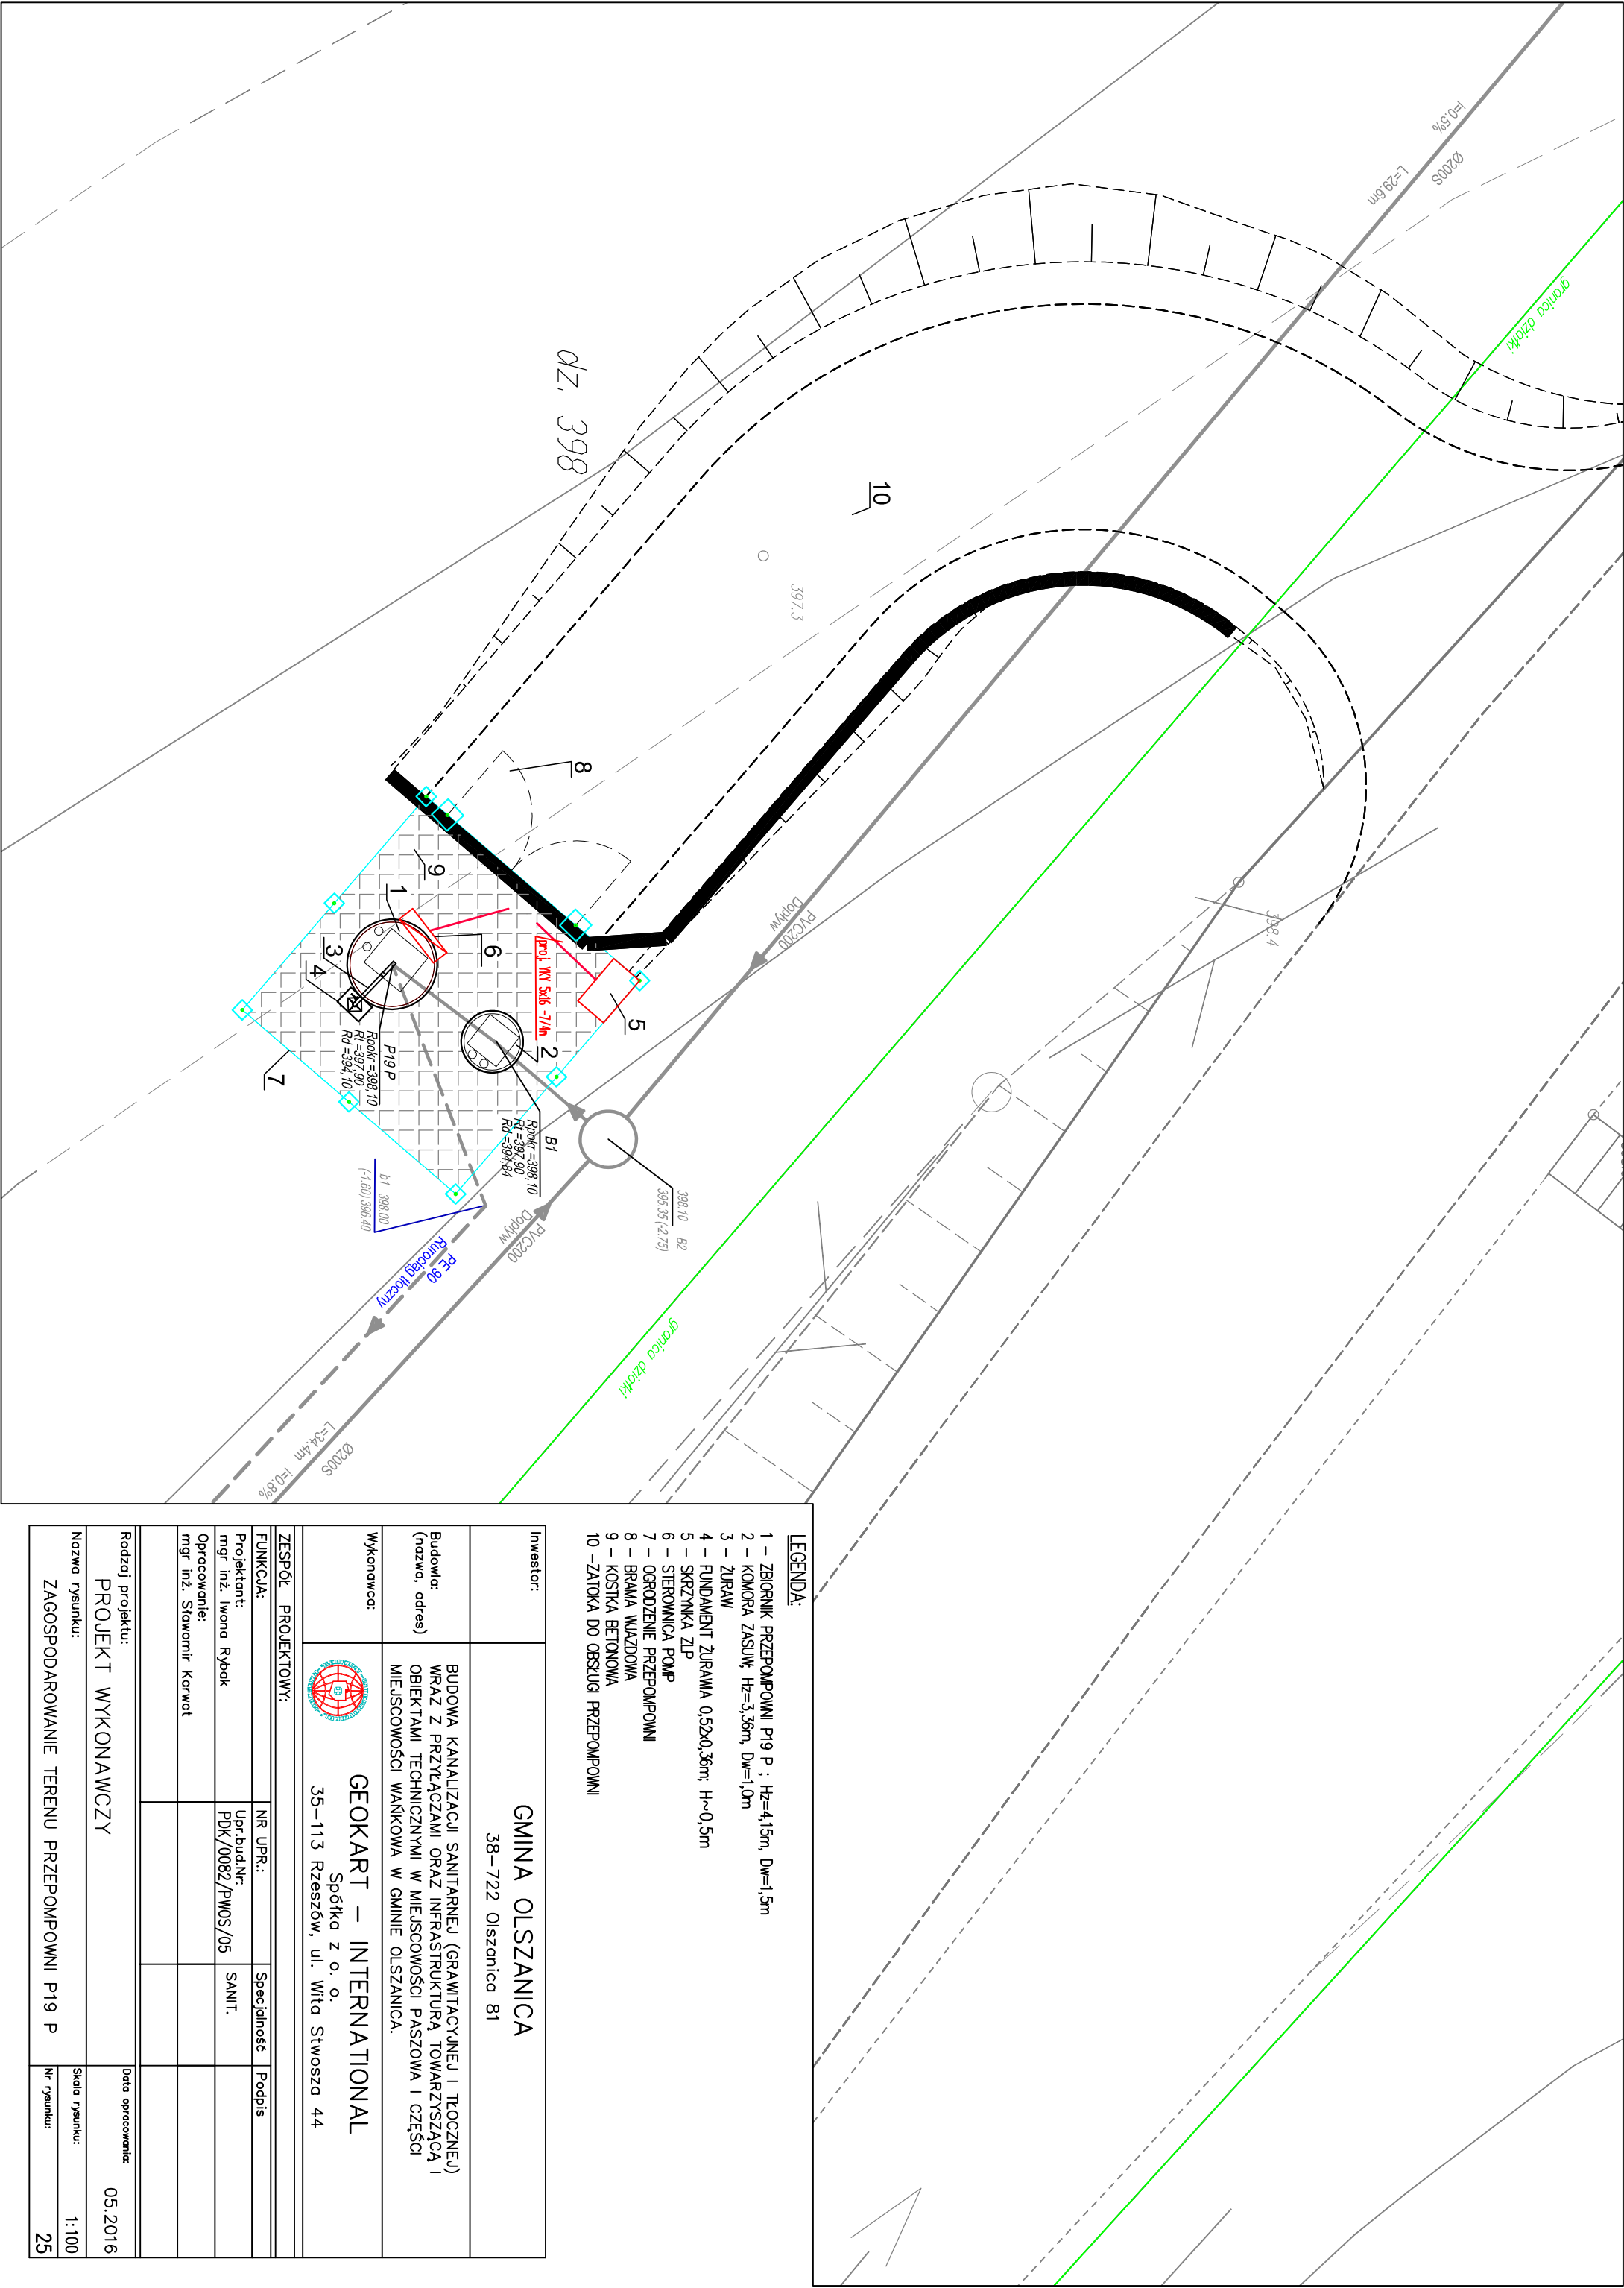 i=0.5%
Ø200S
L=29.6m
granica działki
dz. 398
10
397.3
8
9
1
3
4
6
proj. YKY 5x16 -7/4m
5
2
7
P19 P
Rpokr =398,10
Rt =397,90
Rd =394,10
B1
Rpokr =398,10
Rt =397,90
Rd =394,84
PVC200
Dopływ
398.4
398.10 B2
395.35 (-2.75)
b1 398.00
(-1.60) 396.40
PVC200
Dopływ
PE 90
Rurociąg tłoczny
granica działki
Ø200S
L=34.4m i=0.8%
LEGENDA:
1 - ZBIORNIK PRZEPOMPOWNI P19 P ; Hz=4,15m, Dw=1,5m
2 - KOMORA ZASUW; Hz=3,36m, Dw=1,0m
3 - ŻURAW
4 - FUNDAMENT ŻURAWIA 0,52x0,36m; H~0,5m
5 - SKRZYNKA ZLP
6 - STEROWNICA POMP
7 - OGRODZENIE PRZEPOMPOWNI
8 - BRAMA WJAZDOWA
9 - KOSTKA BETONOWA
10 -ZATOKA DO OBSŁUGI PRZEPOMPOWNI
Inwestor:
GMINA OLSZANICA
38-722 Olszanica 81
Budowla:
(nazwa, adres)
BUDOWA KANALIZACJI SANITARNEJ (GRAWITACYJNEJ I TŁOCZNEJ)
WRAZ Z PRZYŁĄCZAMI ORAZ INFRASTRUKTURĄ TOWARZYSZĄCĄ I
OBIEKTAMI TECHNICZNYMI W MIEJSCOWOŚCI PASZOWA I CZĘŚCI
MIEJSCOWOŚCI WAŃKOWA W GMINIE OLSZANICA.
Wykonawca:
GEOKART - INTERNATIONAL
Spółka z o. o.
35-113 Rzeszów, ul. Wita Stwosza 44
ZESPÓŁ PROJEKTOWY:
FUNKCJA: NR UPR.: Specjalność Podpis
Projektant:
mgr inż. Iwona Rybak
Upr.bud.Nr:
PDK/0082/PWOS/05
SANIT.
Opracowanie:
mgr inż. Sławomir Karwat
Rodzaj projektu:
PROJEKT WYKONAWCZY
Data opracowania:
05.2016
Nazwa rysunku:
ZAGOSPODAROWANIE TERENU PRZEPOMPOWNI P19 P
Skala rysunku:
1:100
Nr rysunku:
25